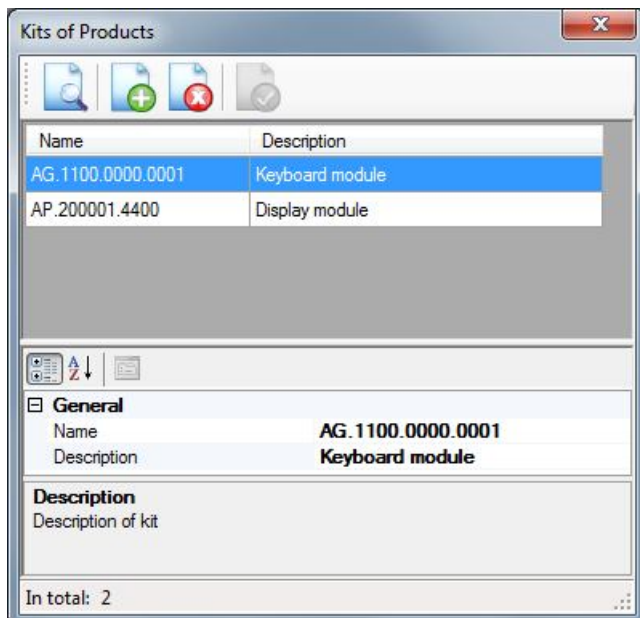 Kits of Products
Name Description
AG.1100.0000.0001 Keyboard module
AP.200001.4400 Display module
General
Name AG.1100.0000.0001
Description Keyboard module
Description
Description of kit
In total: 2